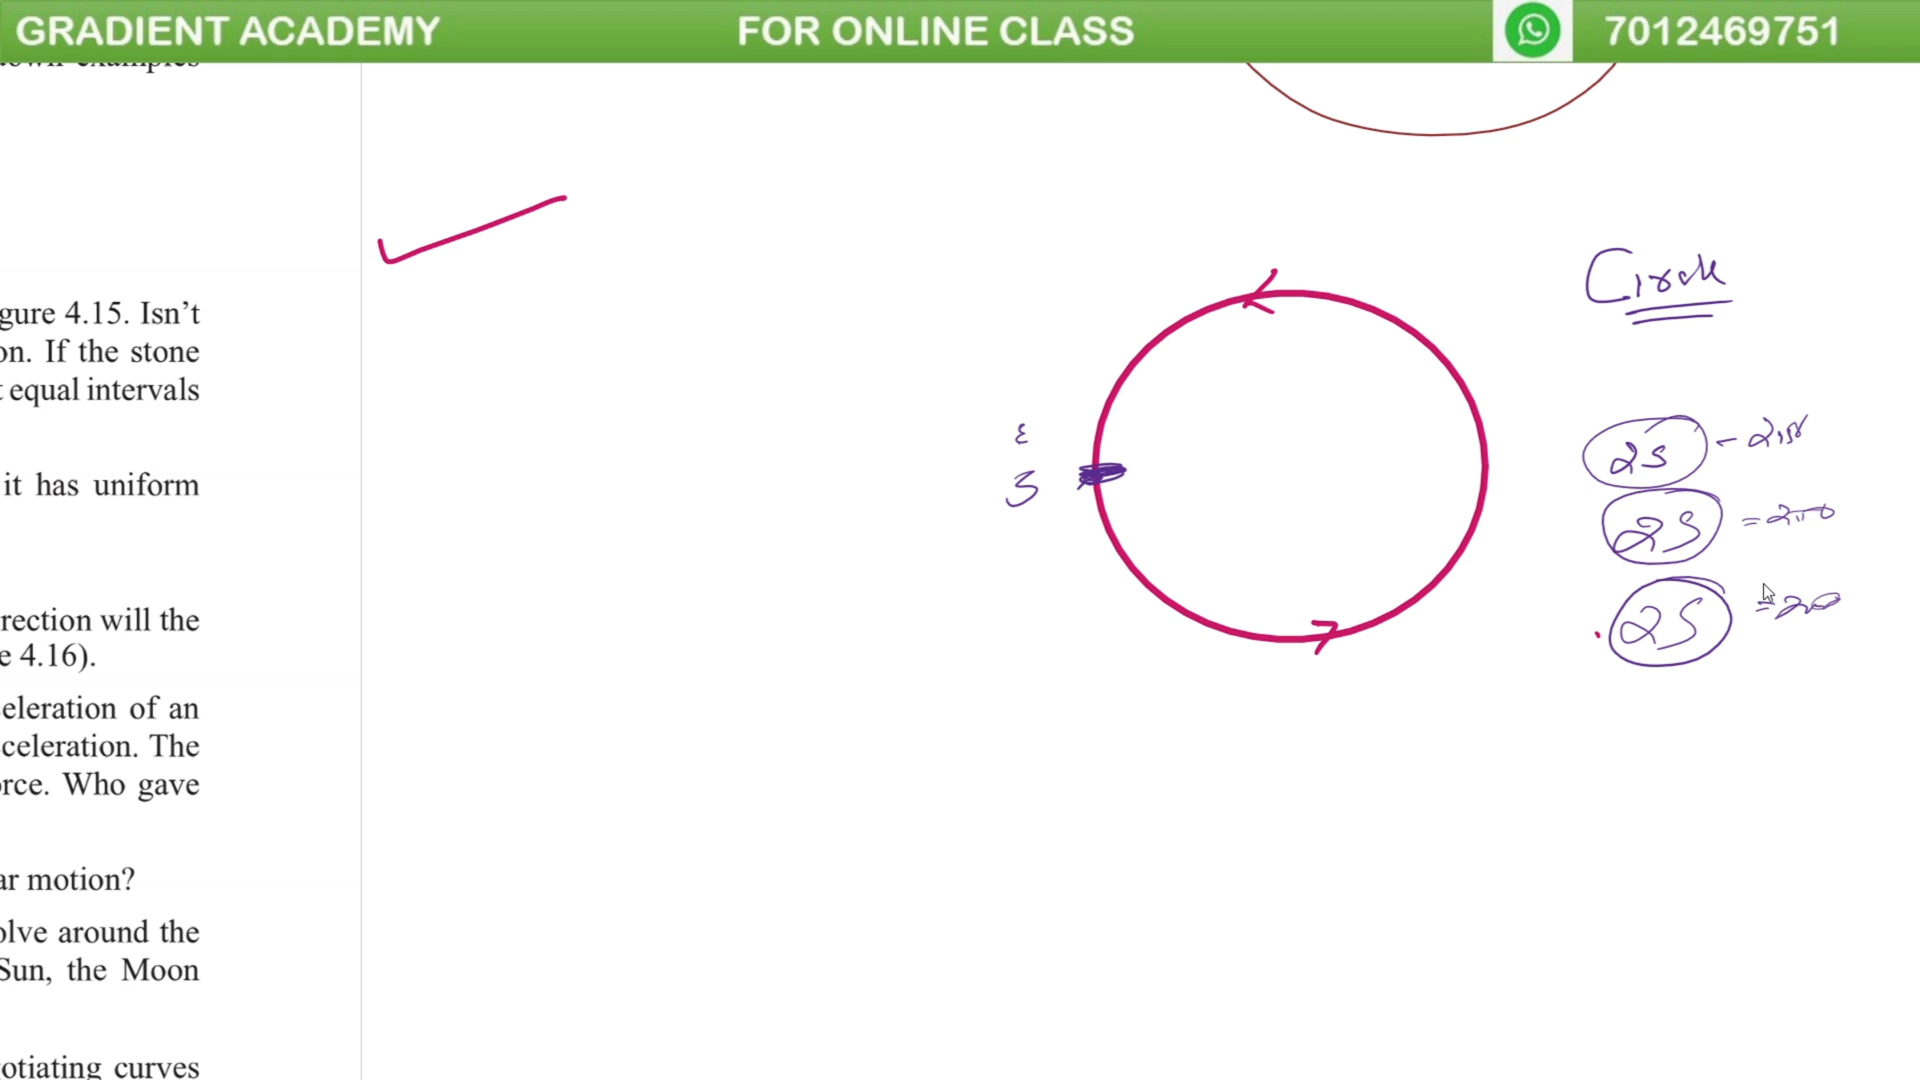 GRADIENT ACADEMY FOR ONLINE CLASS 7012469751
gure 4.15. Isn’t
on. If the stone
equal intervals
it has uniform
rection will the
e 4.16).
eleration of an
celeration. The
orce. Who gave
ar motion?
olve around the
Sun, the Moon
otiating curves
Circle
E
S
2S
2S
2S